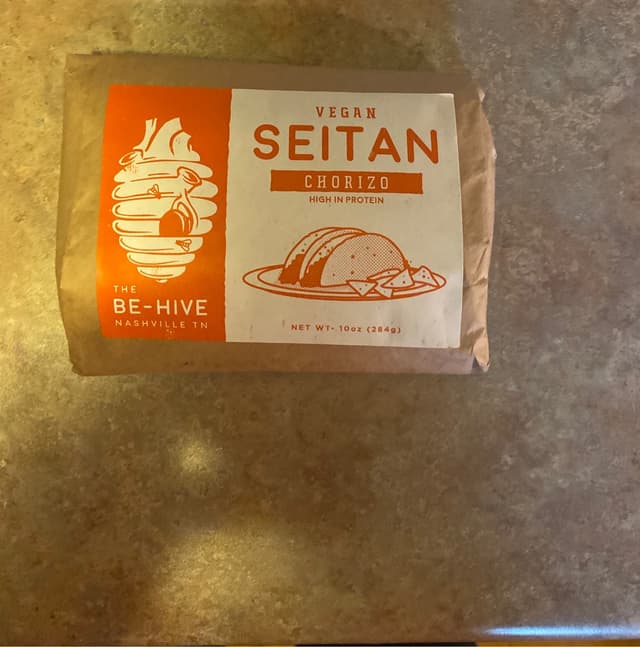 VEGAN
SEITAN
CHORIZO
HIGH IN PROTEIN
THE
BE-HIVE
NASHVILLE TN
NET WT- 10oz (284g)